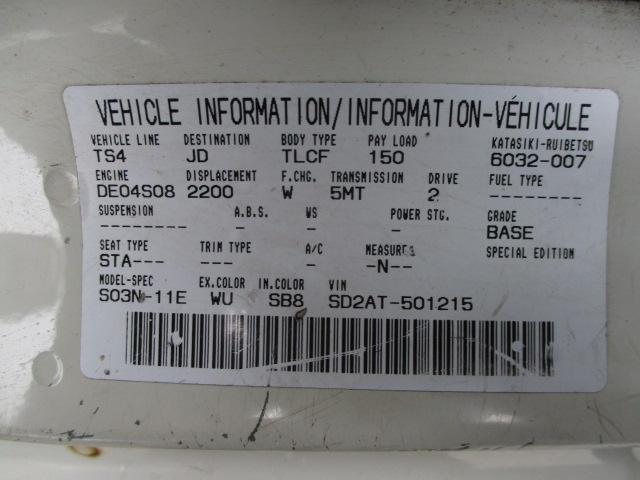 VEHICLE INFORMATION/INFORMATION-VÉHICULE
VEHICLE LINE DESTINATION BODY TYPE PAY LOAD KATASIKI-RUIBETSU
TS4 JD TLCF 150 6032-007
ENGINE DISPLACEMENT F.CHG. TRANSMISSION DRIVE FUEL TYPE
DE04S08 2200 W 5MT 2 -------
SUSPENSION A.B.S. WS POWER STG. GRADE
-------- - -- -------- BASE
SEAT TYPE TRIM TYPE A/C MEASURES SPECIAL EDITION
STA--- --- -- -N-- --------
MODEL-SPEC EX.COLOR IN.COLOR VIN
S03N-11E WU SB8 SD2AT-501215